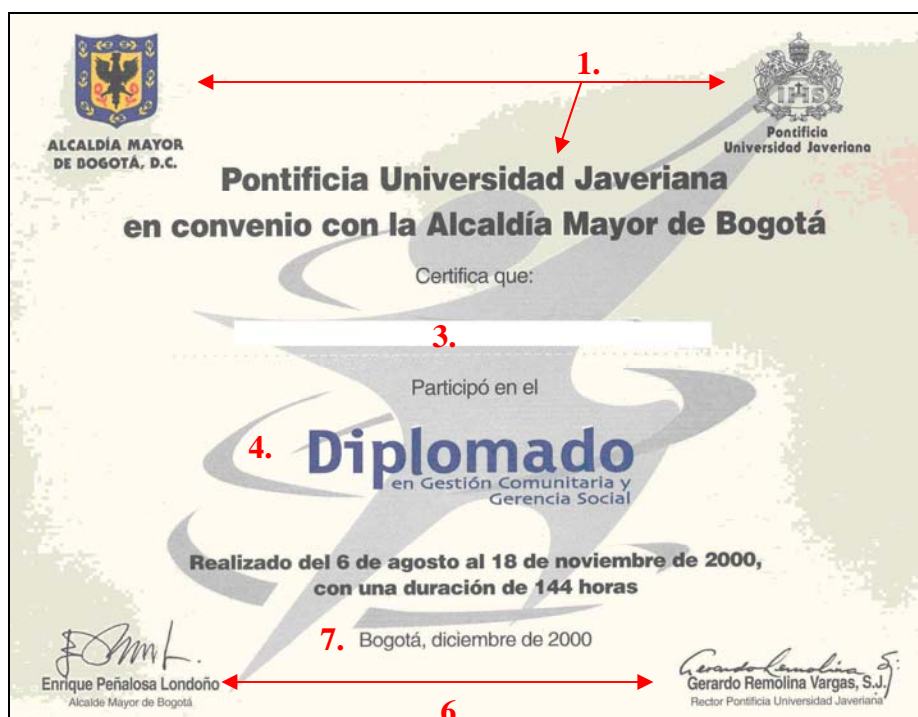 1.
ALCALDÍA MAYOR
DE BOGOTÁ, D.C.
IHS
Pontificia
Universidad Javeriana
Pontificia Universidad Javeriana
en convenio con la Alcaldía Mayor de Bogotá
Certifica que:
3.
Participó en el
4.
Diplomado
en Gestión Comunitaria y
Gerencia Social
Realizado del 6 de agosto al 18 de noviembre de 2000,
con una duración de 144 horas
7. Bogotá, diciembre de 2000
Enrique Peñalosa Londoño
Alcalde Mayor de Bogotá
Gerardo Remolina S.J.
Gerardo Remolina Vargas, S.J.
Rector Pontificia Universidad Javeriana
6